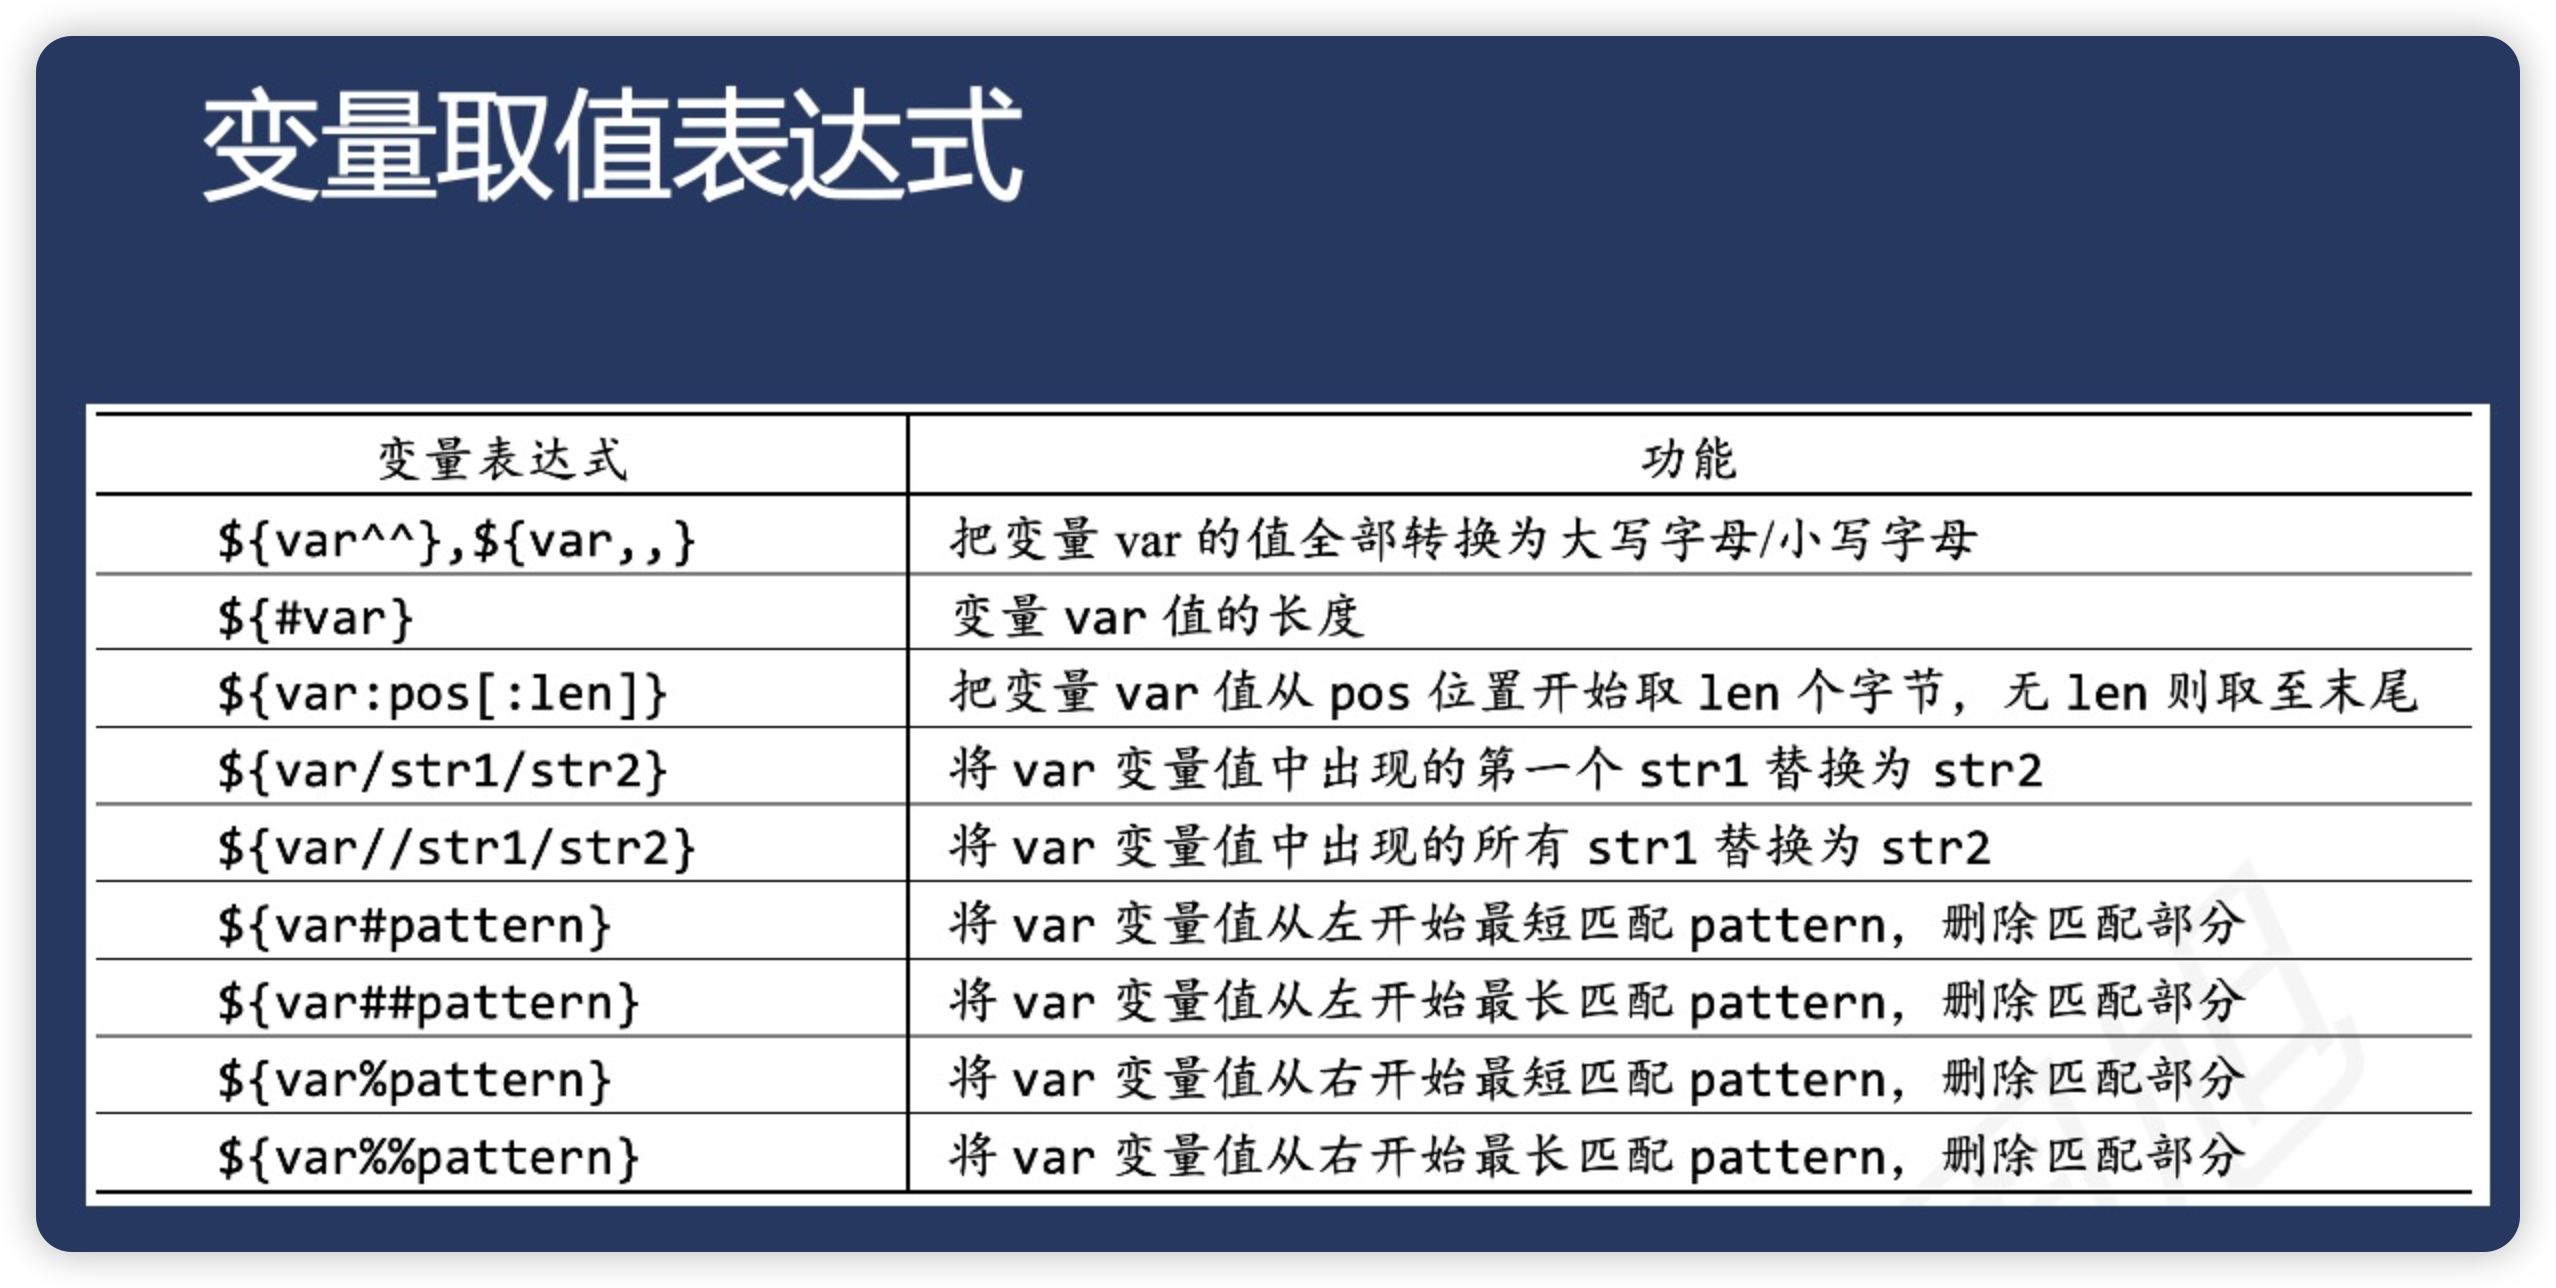 变量取值表达式
变量表达式 功能
${var^^},${var,,} 把变量 var 的值全部转换为大写字母/小写字母
${#var} 变量 var 值的长度
${var:pos[:len]} 把变量 var 值从 pos 位置开始取 len 个字节，无 len 则取至末尾
${var/str1/str2} 将 var 变量值中出现的第一个 str1 替换为 str2
${var//str1/str2} 将 var 变量值中出现的所有 str1 替换为 str2
${var#pattern} 将 var 变量值从左开始最短匹配 pattern，删除匹配部分
${var##pattern} 将 var 变量值从左开始最长匹配 pattern，删除匹配部分
${var%pattern} 将 var 变量值从右开始最短匹配 pattern，删除匹配部分
${var%%pattern} 将 var 变量值从右开始最长匹配 pattern，删除匹配部分